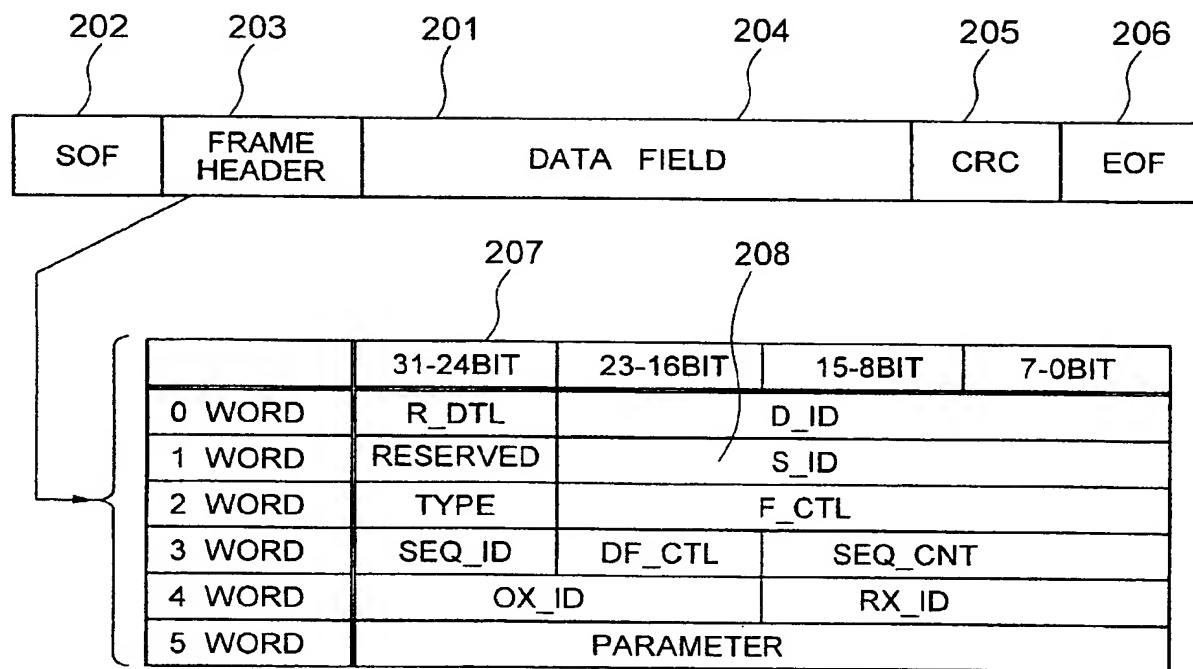 202 203 201 204 205 206
SOF FRAME HEADER DATA FIELD CRC EOF
207 208
31-24BIT 23-16BIT 15-8BIT 7-0BIT
0 WORD R_DTL D_ID
1 WORD RESERVED S_ID
2 WORD TYPE F_CTL
3 WORD SEQ_ID DF_CTL SEQ_CNT
4 WORD OX_ID RX_ID
5 WORD PARAMETER